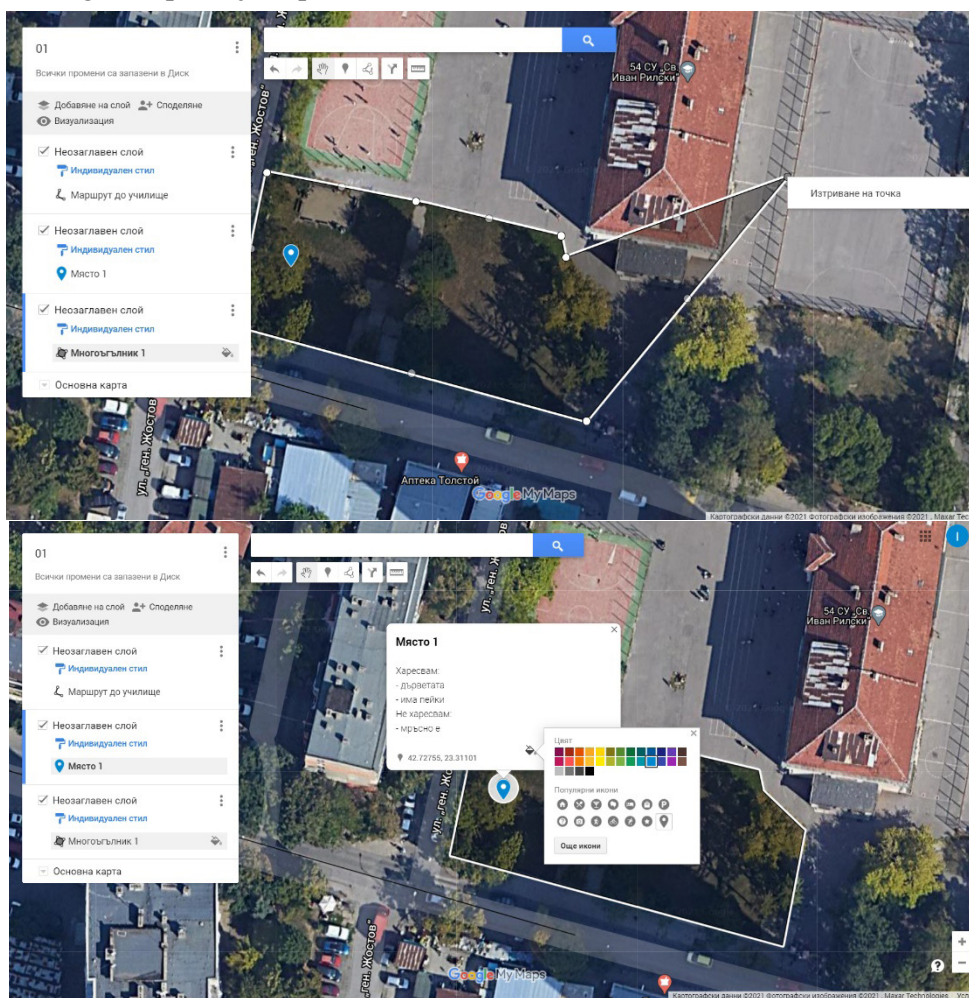 01
Всички промени са запазени в Диск
Добавяне на слой Споделяне
Визуализация
Неозаглавен слой
Индивидуален стил
Маршрут до училище
Неозаглавен слой
Индивидуален стил
Място 1
Неозаглавен слой
Индивидуален стил
Многоъгълник 1
Основна карта
54 СУ „Св.
Иван Рилски"
Изтриване на точка
ул. „ген. Жостов"
ул. „ген. Жостов"
Аптека Толстой
Google My Maps
Картографски данни ©2021 Фотографски изображения ©2021 , Maxar Tec
01
Всички промени са запазени в Диск
Добавяне на слой Споделяне
Визуализация
Неозаглавен слой
Индивидуален стил
Маршрут до училище
Неозаглавен слой
Индивидуален стил
Място 1
Неозаглавен слой
Индивидуален стил
Многоъгълник 1
Основна карта
I
54 СУ „Св.
Иван Рилски"
Място 1
Харесвам:
- дърветата
- има пейки
Не харесвам:
- мръсно е
42.72755, 23.31101
Цвят
Популярни икони
Още икони
ул. „ген. Жостов"
ул. „ген. Жостов"
Google My Maps
Картографски данни ©2021 Фотографски изображения ©2021 , Maxar Technologies